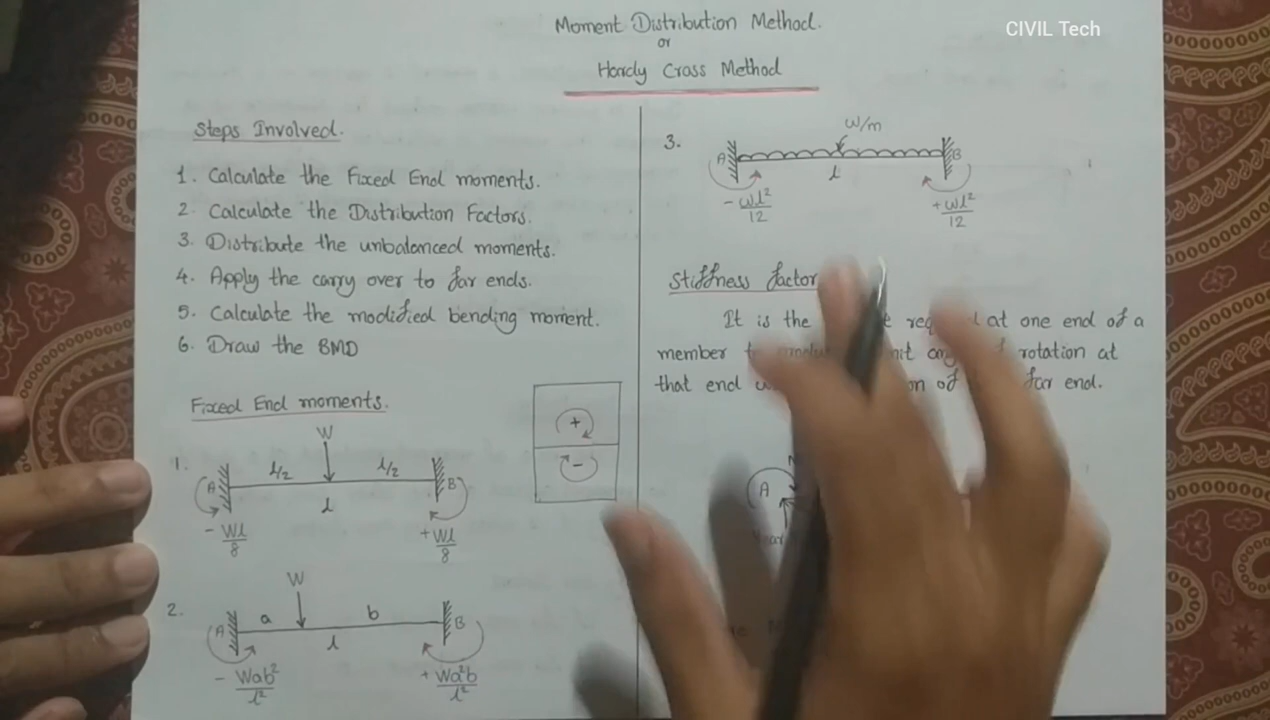 CIVIL Tech
Moment Distribution Method.
or
Hardy Cross Method
Steps Involved.
1. Calculate the Fixed End moments.
2. Calculate the Distribution Factors.
3. Distribute the unbalanced moments.
4. Apply the carry over to far ends.
5. Calculate the modified bending moment.
6. Draw the BMD
Fixed End moments.
+
-
1.
W
l/2 l/2
A B
l
- Wl/8 + Wl/8
2.
W
a b
A B
l
- Wab²/l² + Wa²b/l²
3.
W/m
A B
l
- Wl²/12 + Wl²/12
Stiffness factor
It is the at one end of a
member rotation at
that end of far end.
A